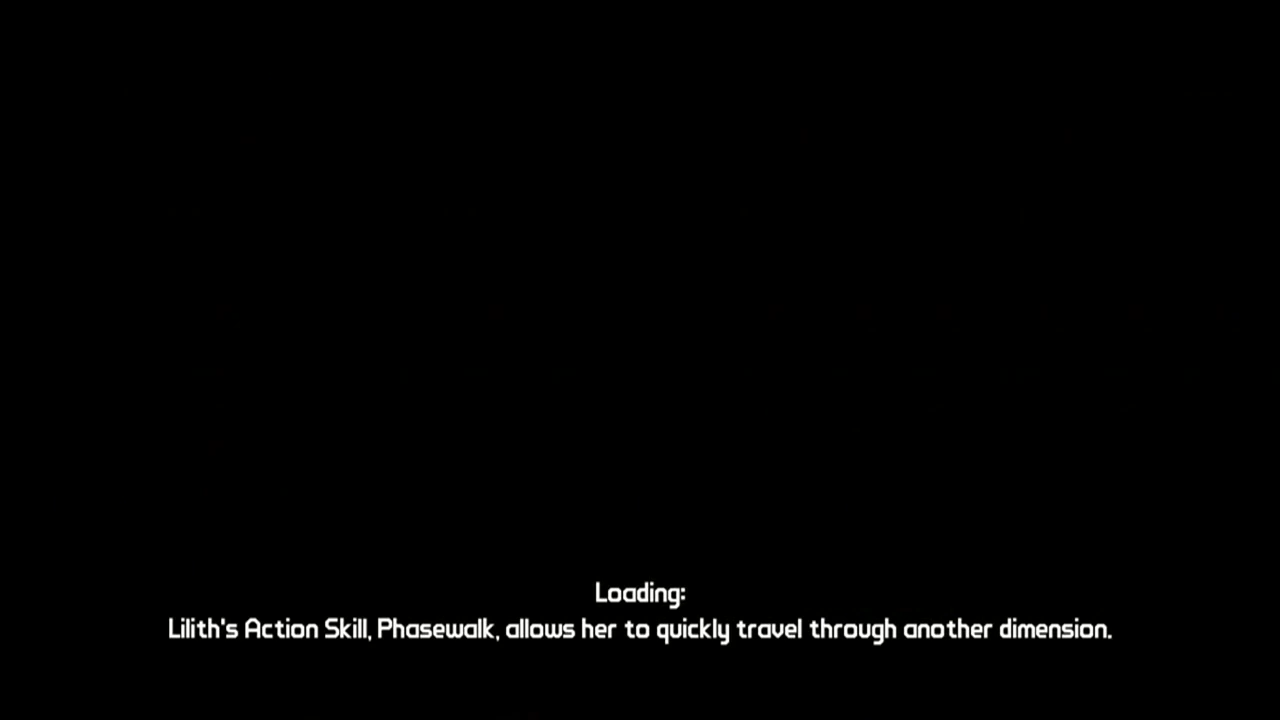 Loading:
Lilith's Action Skill, Phasewalk, allows her to quickly travel through another dimension.